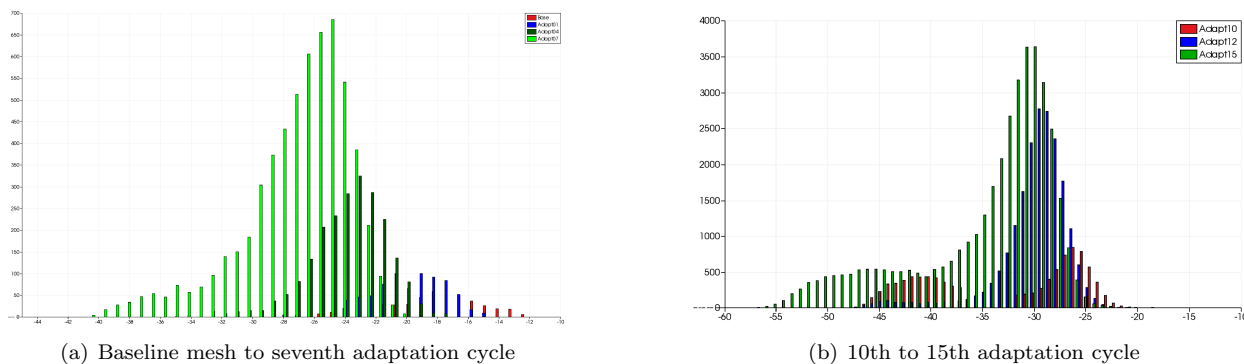 700
650
600
550
500
450
400
350
300
250
200
150
100
50
0
-44 -42 -40 -38 -36 -34 -32 -30 -28 -26 -24 -22 -20 -18 -16 -14 -12 -10
Base
Adapt01
Adapt04
Adapt07
(a) Baseline mesh to seventh adaptation cycle
4000
3500
3000
2500
2000
1500
1000
500
0
-60 -55 -50 -45 -40 -35 -30 -25 -20 -15 -10
Adapt10
Adapt12
Adapt15
(b) 10th to 15th adaptation cycle